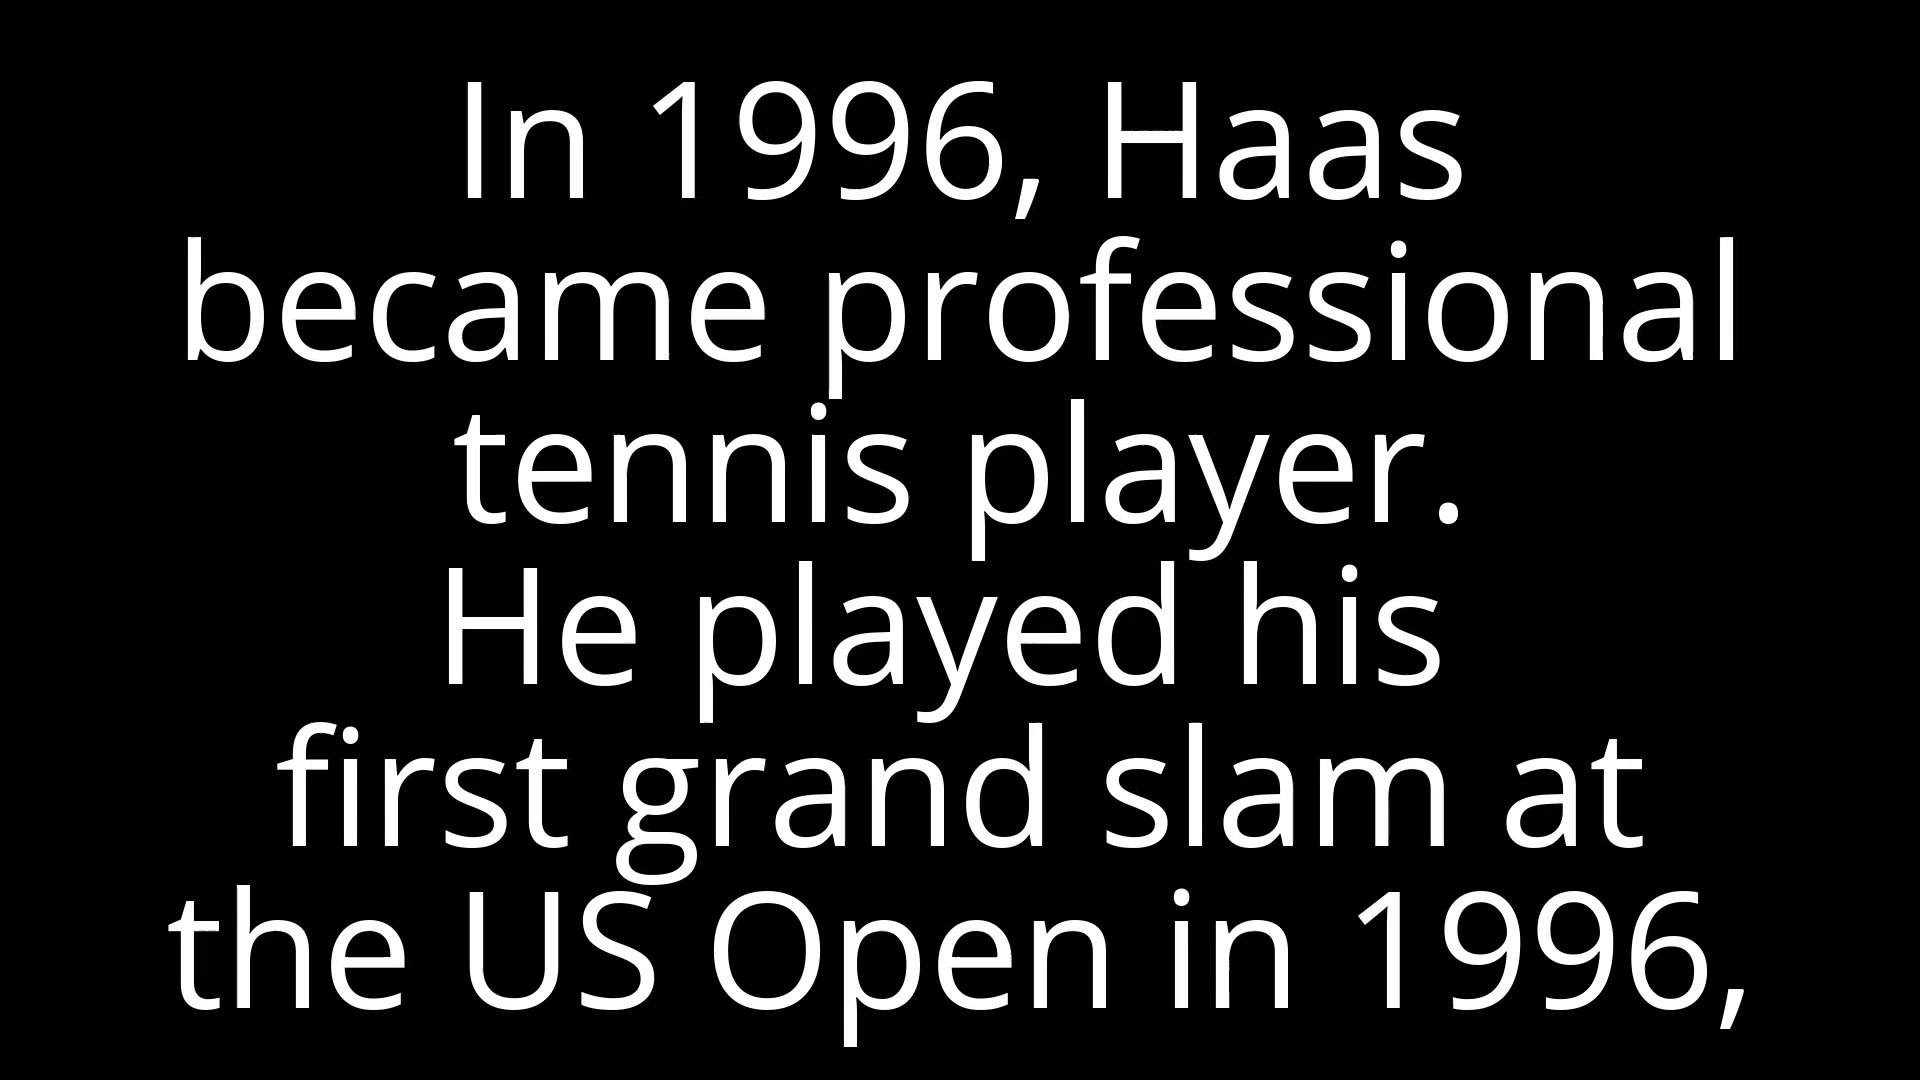 In 1996, Haas
became professional
tennis player.
He played his
first grand slam at
the US Open in 1996,